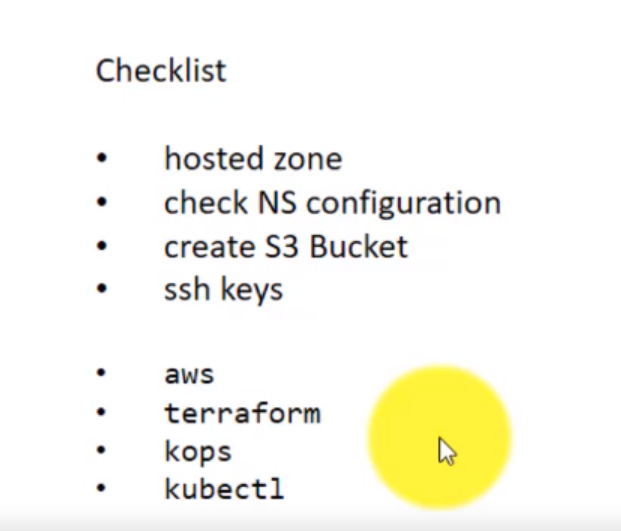 Checklist
• hosted zone
• check NS configuration
• create S3 Bucket
• ssh keys
• aws
• terraform
• kops
• kubectl